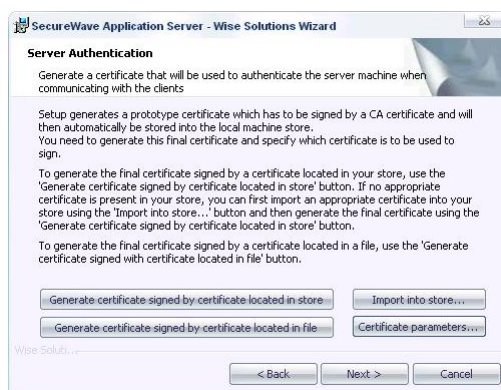 SecureWave Application Server - Wise Solutions Wizard
Server Authentication
Generate a certificate that will be used to authenticate the server machine when
communicating with the clients
Setup generates a prototype certificate which has to be signed by a CA certificate and will
then automatically be stored into the local machine store.
You need to generate this final certificate and specify which certificate is to be used to
sign.
To generate the final certificate signed by a certificate located in your store, use the
'Generate certificate signed by certificate located in store' button. If no appropriate
certificate is present in your store, you can first import an appropriate certificate into your
store using the 'Import into store...' button and then generate the final certificate using the
'Generate certificate signed by certificate located in store' button.
To generate the final certificate signed by a certificate located in a file, use the 'Generate
certificate signed with certificate located in file' button.
Generate certificate signed by certificate located in store
Import into store...
Generate certificate signed by certificate located in file
Certificate parameters...
Wise Soluti...
< Back
Next >
Cancel